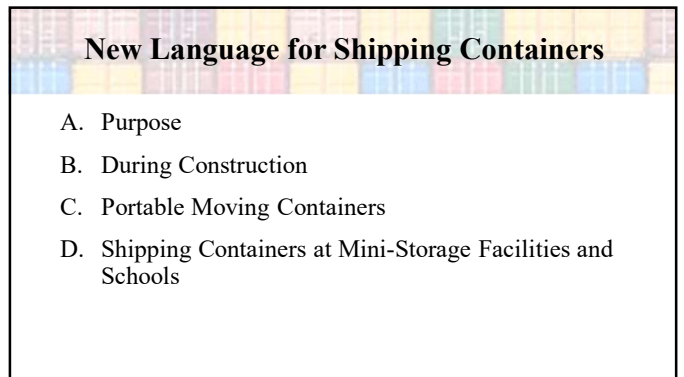 New Language for Shipping Containers
A. Purpose
B. During Construction
C. Portable Moving Containers
D. Shipping Containers at Mini-Storage Facilities and
Schools